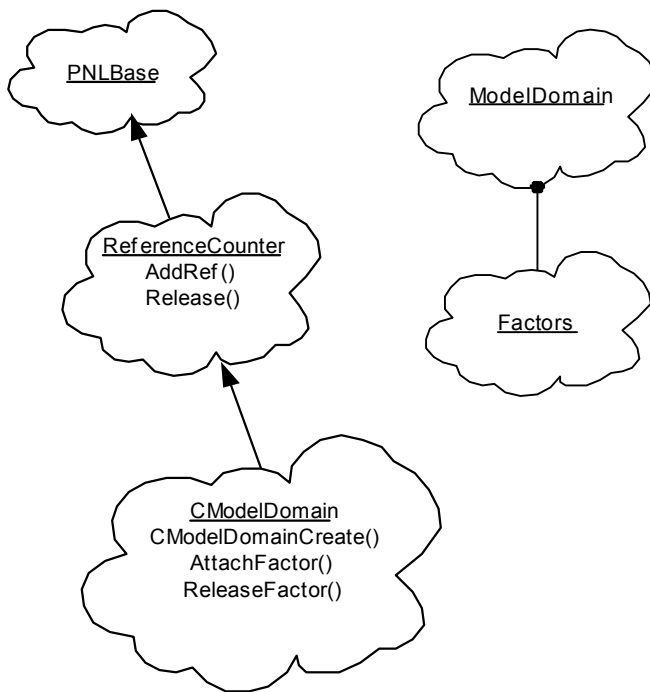 PNLBase
ModelDomain
ReferenceCounter
AddRef()
Release()
Factors
CModelDomain
CModelDomainCreate()
AttachFactor()
ReleaseFactor()